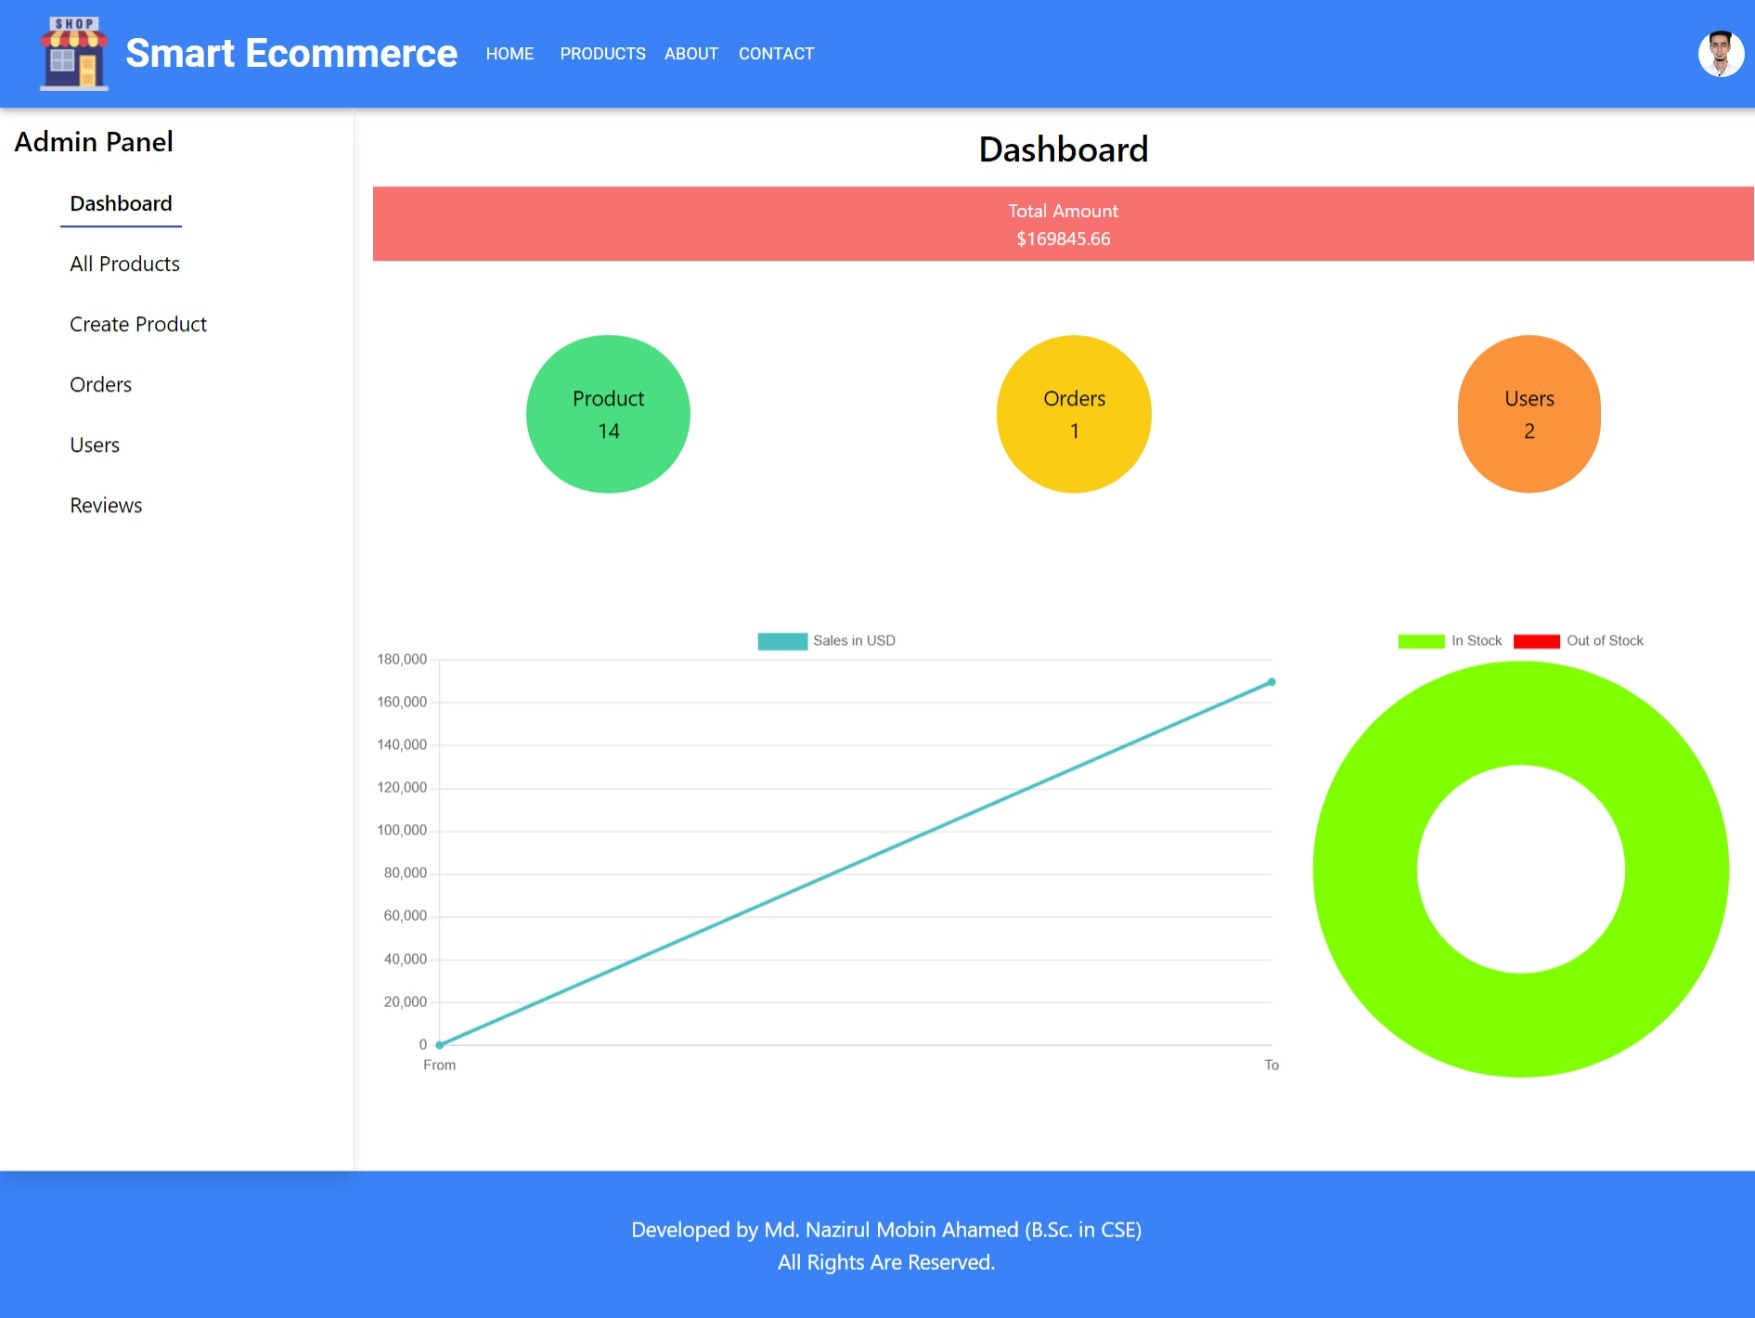 SHOP
Smart Ecommerce
HOME PRODUCTS ABOUT CONTACT
Admin Panel
Dashboard
All Products
Create Product
Orders
Users
Reviews
Dashboard
Total Amount
$169845.66
Product
14
Orders
1
Users
2
Sales in USD
180,000
160,000
140,000
120,000
100,000
80,000
60,000
40,000
20,000
0
From To
In Stock Out of Stock
Developed by Md. Nazirul Mobin Ahamed (B.Sc. in CSE)
All Rights Are Reserved.